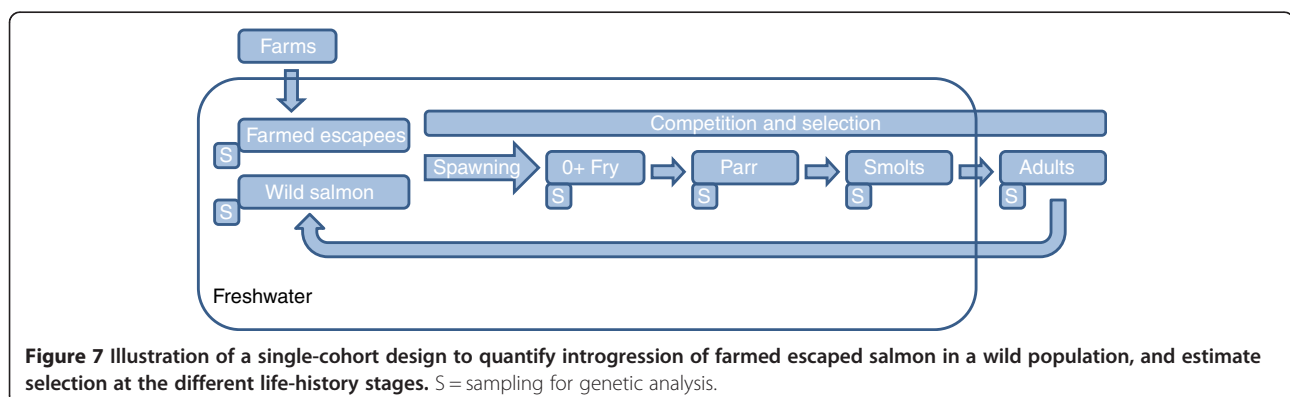 Farms
Farmed escapees
S
Wild salmon
S
Competition and selection
Spawning
0+ Fry
S
Parr
S
Smolts
S
Adults
S
Freshwater
Figure 7 Illustration of a single-cohort design to quantify introgression of farmed escaped salmon in a wild population, and estimate
selection at the different life-history stages. S = sampling for genetic analysis.